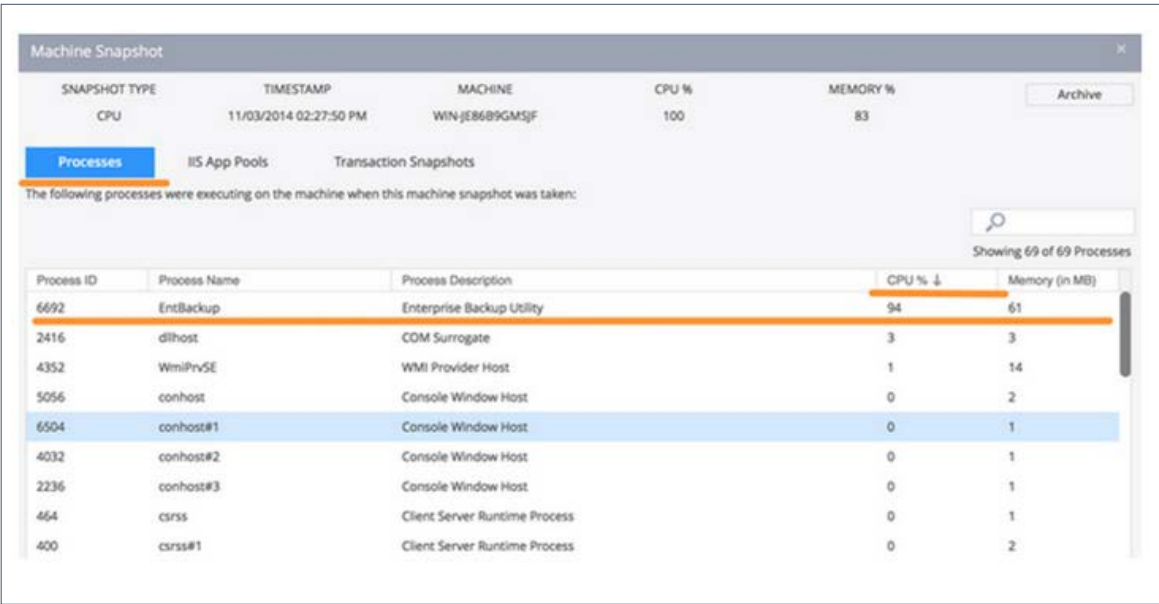 Machine Snapshot ×
SNAPSHOT TYPE TIMESTAMP MACHINE CPU % MEMORY % Archive
CPU 11/03/2014 02:27:50 PM WIN-JE86B9GMSJF 100 83
Processes IIS App Pools Transaction Snapshots
The following processes were executing on the machine when this machine snapshot was taken:
Showing 69 of 69 Processes
Process ID Process Name Process Description CPU % ↓ Memory (in MB)
6692 EntBackup Enterprise Backup Utility 94 61
2416 dllhost COM Surrogate 3 3
4352 WmiPrvSE WMI Provider Host 1 14
5056 conhost Console Window Host 0 2
6504 conhost#1 Console Window Host 0 1
4032 conhost#2 Console Window Host 0 1
2236 conhost#3 Console Window Host 0 1
464 csrss Client Server Runtime Process 0 1
400 csrss#1 Client Server Runtime Process 0 2